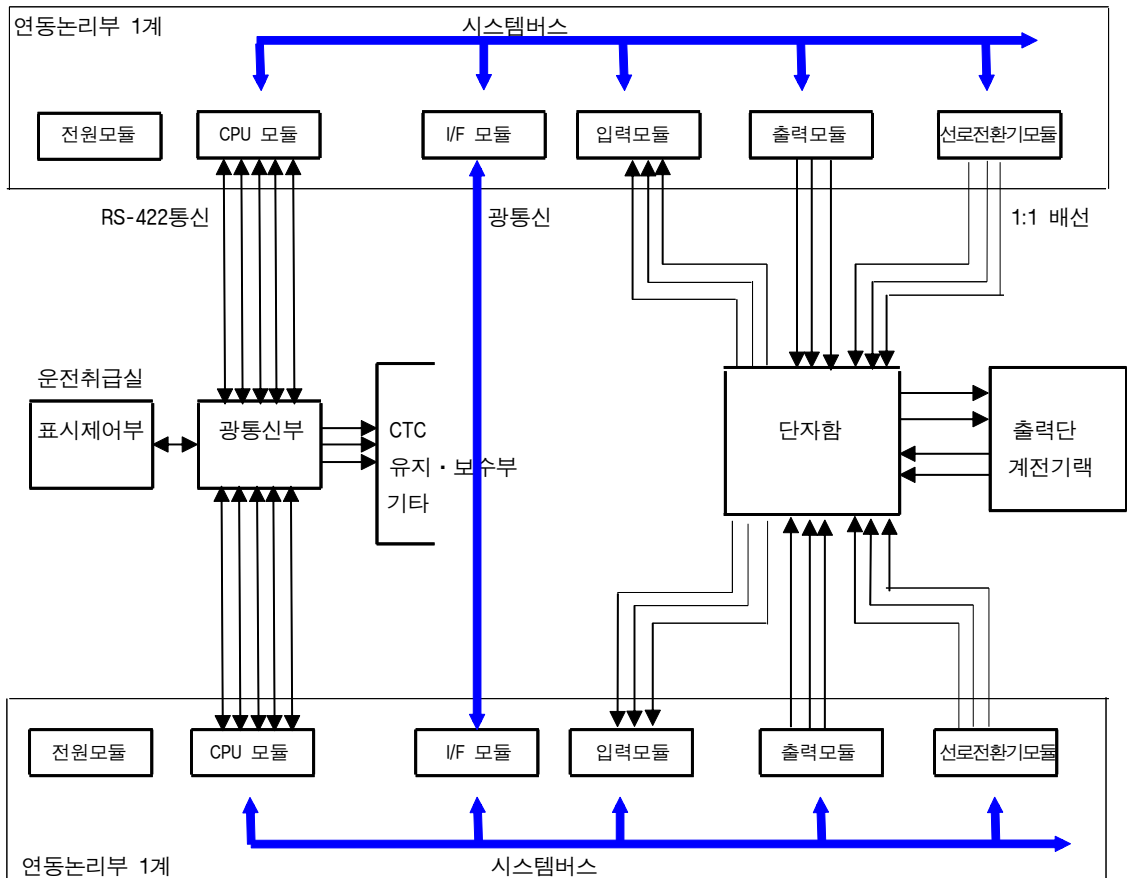 연동논리부 1계
시스템버스
전원모듈
CPU 모듈
I/F 모듈
입력모듈
출력모듈
선로전환기모듈
RS-422통신
광통신
1:1 배선
운전취급실
표시제어부
광통신부
CTC
유지·보수부
기타
단자함
출력단
계전기랙
전원모듈
CPU 모듈
I/F 모듈
입력모듈
출력모듈
선로전환기모듈
연동논리부 1계
시스템버스